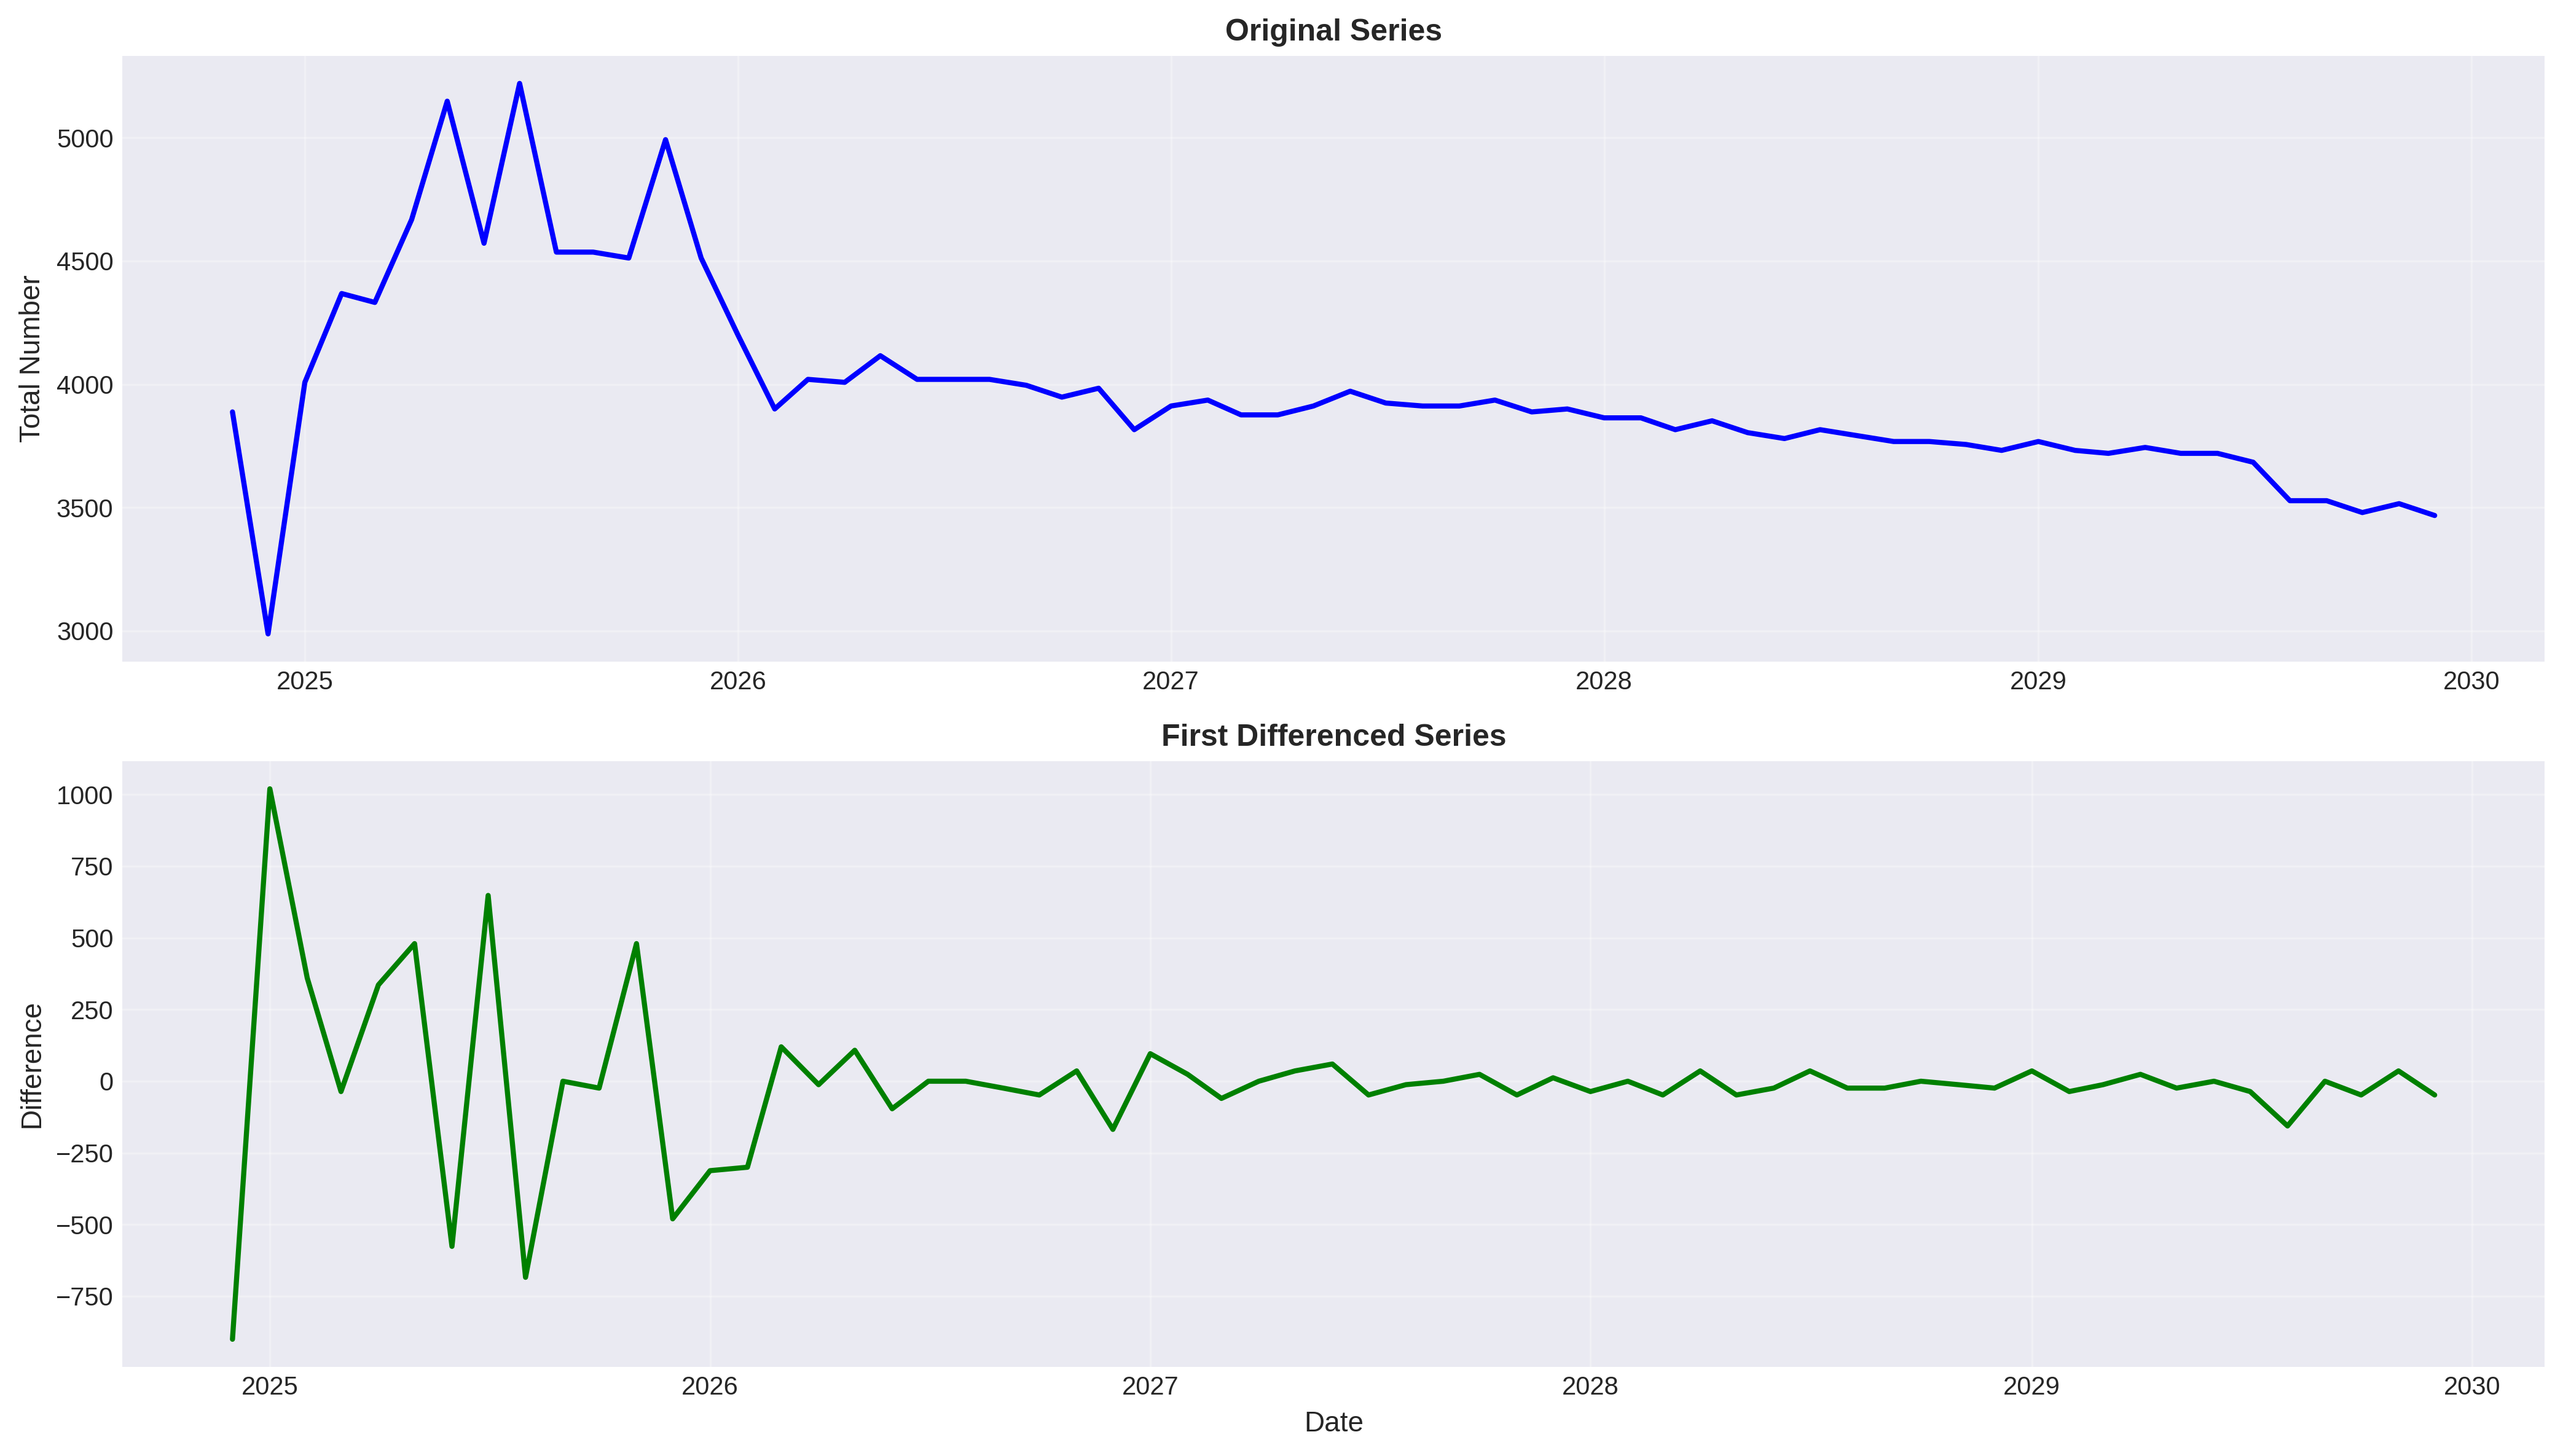 Original Series
Total Number
5000
4500
4000
3500
3000
2025 2026 2027 2028 2029 2030
First Differenced Series
Difference
1000
750
500
250
0
−250
−500
−750
2025 2026 2027 2028 2029 2030
Date